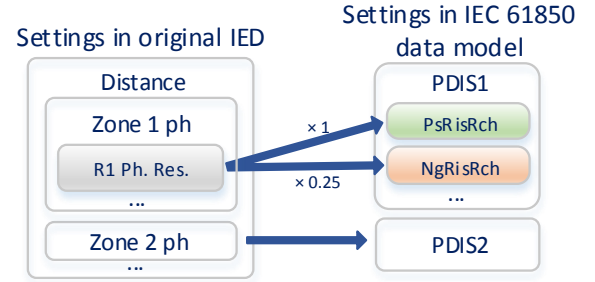 Settings in original IED
Distance
Zone 1 ph
R1 Ph. Res.
...
Zone 2 ph
...
× 1
× 0.25
Settings in IEC 61850
data model
PDIS1
PsRisRch
NgRisRch
...
PDIS2